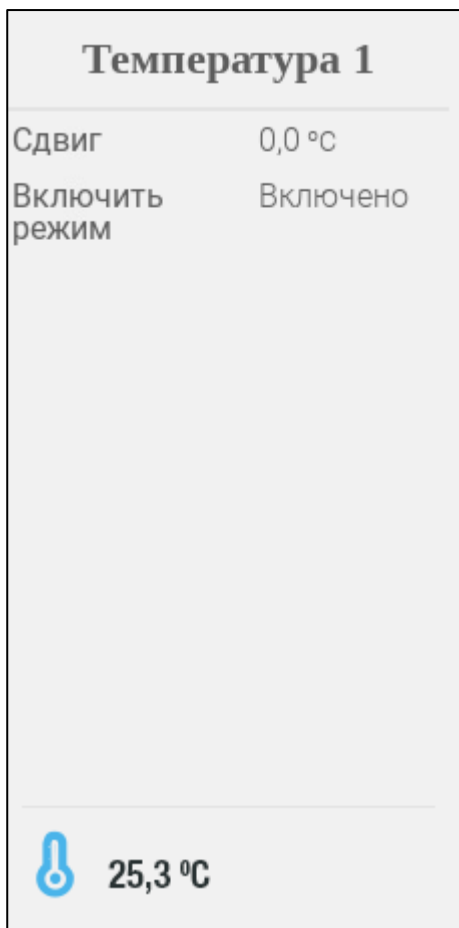 Температура 1
Сдвиг 0,0 ºC
Включить Включено
режим
25,3 ºC